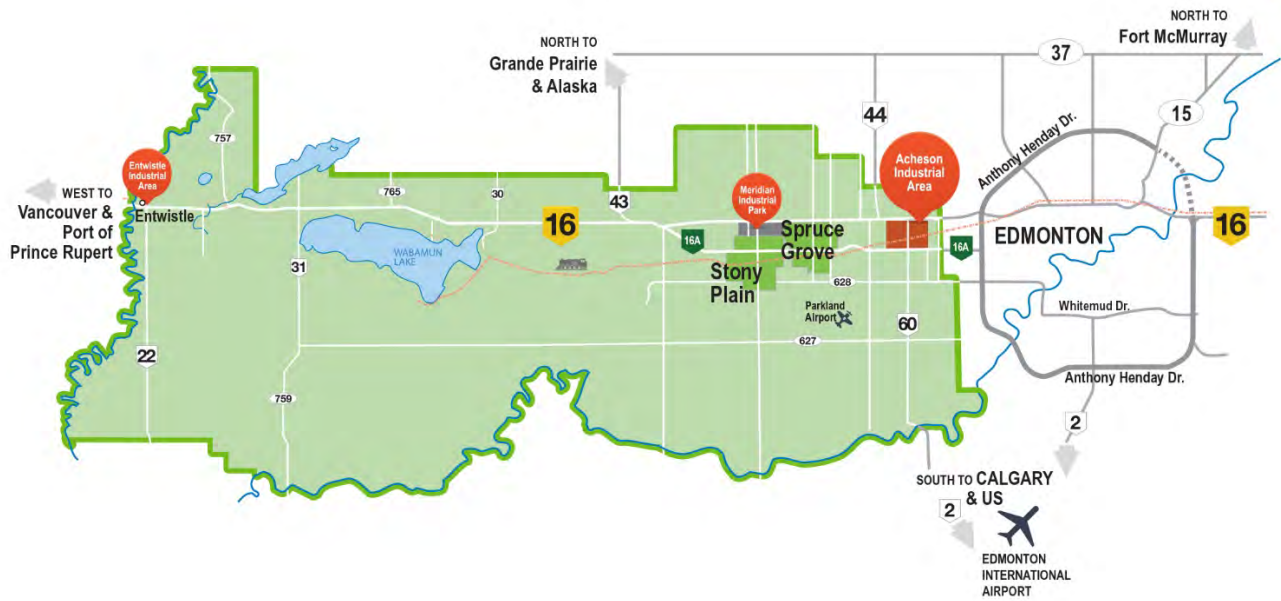 NORTH TO
Fort McMurray
NORTH TO
Grande Prairie
& Alaska
37
15
44
Anthony Henday Dr.
757
Entwistle
Industrial
Area
Acheson
Industrial
Area
WEST TO
Vancouver &
Port of
Prince Rupert
Entwistle
765
30
43
Meridian
Industrial
Park
16
16A
Spruce
Grove
16A
EDMONTON
16
WABAMUN
LAKE
31
Stony
Plain
628
Parkland
Airport
Whitemud Dr.
60
627
22
759
Anthony Henday Dr.
2
SOUTH TO CALGARY
& US
2
EDMONTON
INTERNATIONAL
AIRPORT